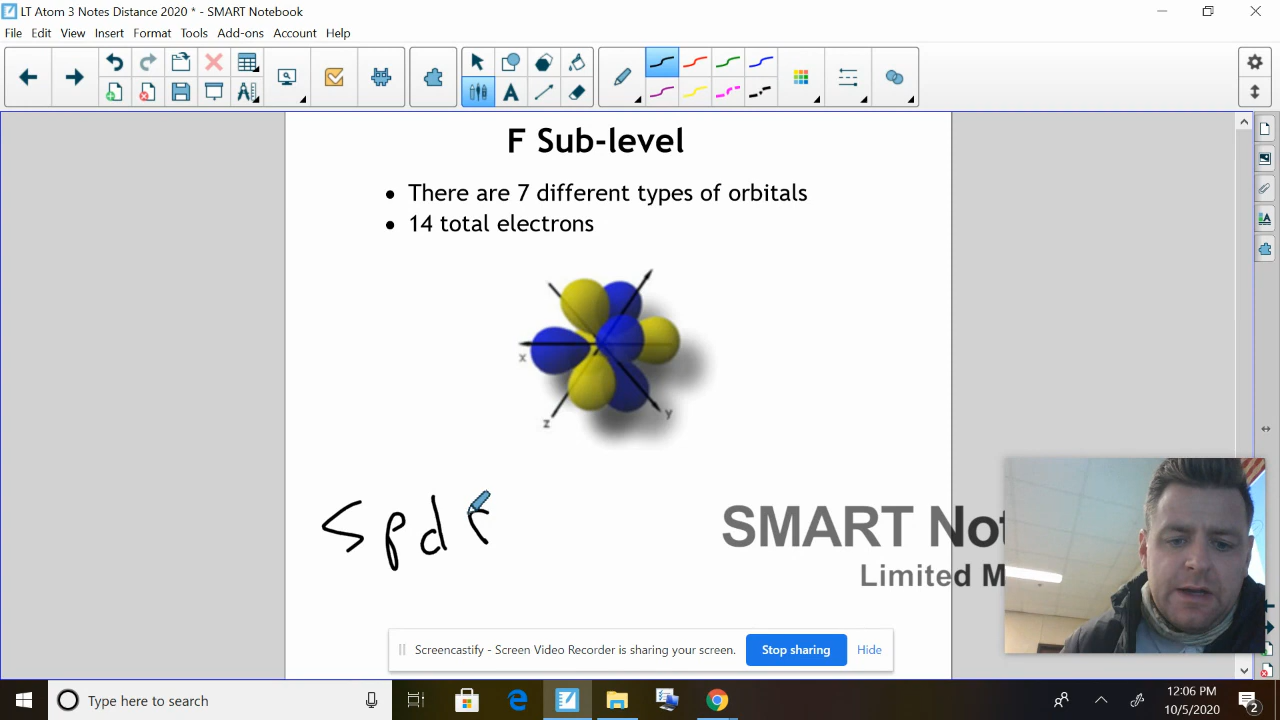 LT Atom 3 Notes Distance 2020 * - SMART Notebook
File Edit View Insert Format Tools Add-ons Account Help
F Sub-level
• There are 7 different types of orbitals
• 14 total electrons
x
z
y
s p d
SMART Not
Limited M
Screencastify - Screen Video Recorder is sharing your screen. Stop sharing Hide
Type here to search
12:06 PM
10/5/2020
2